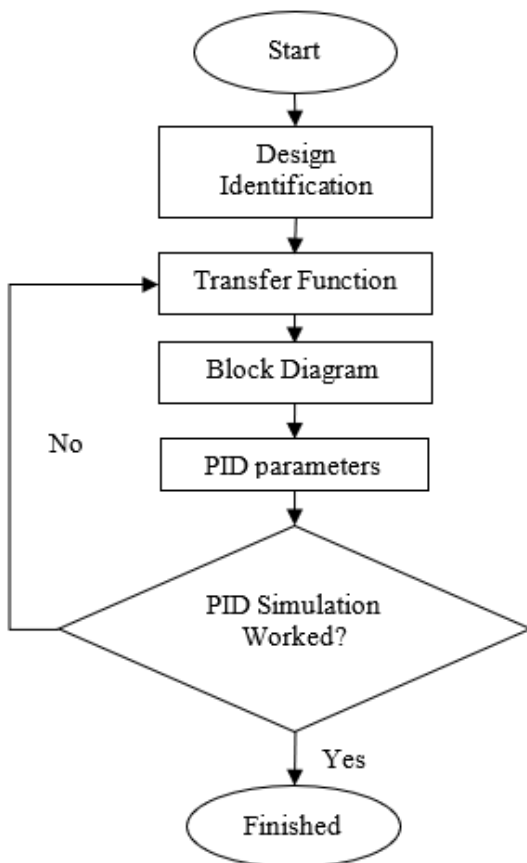 Start
Design
Identification
Transfer Function
Block Diagram
No
PID parameters
PID Simulation
Worked?
Yes
Finished